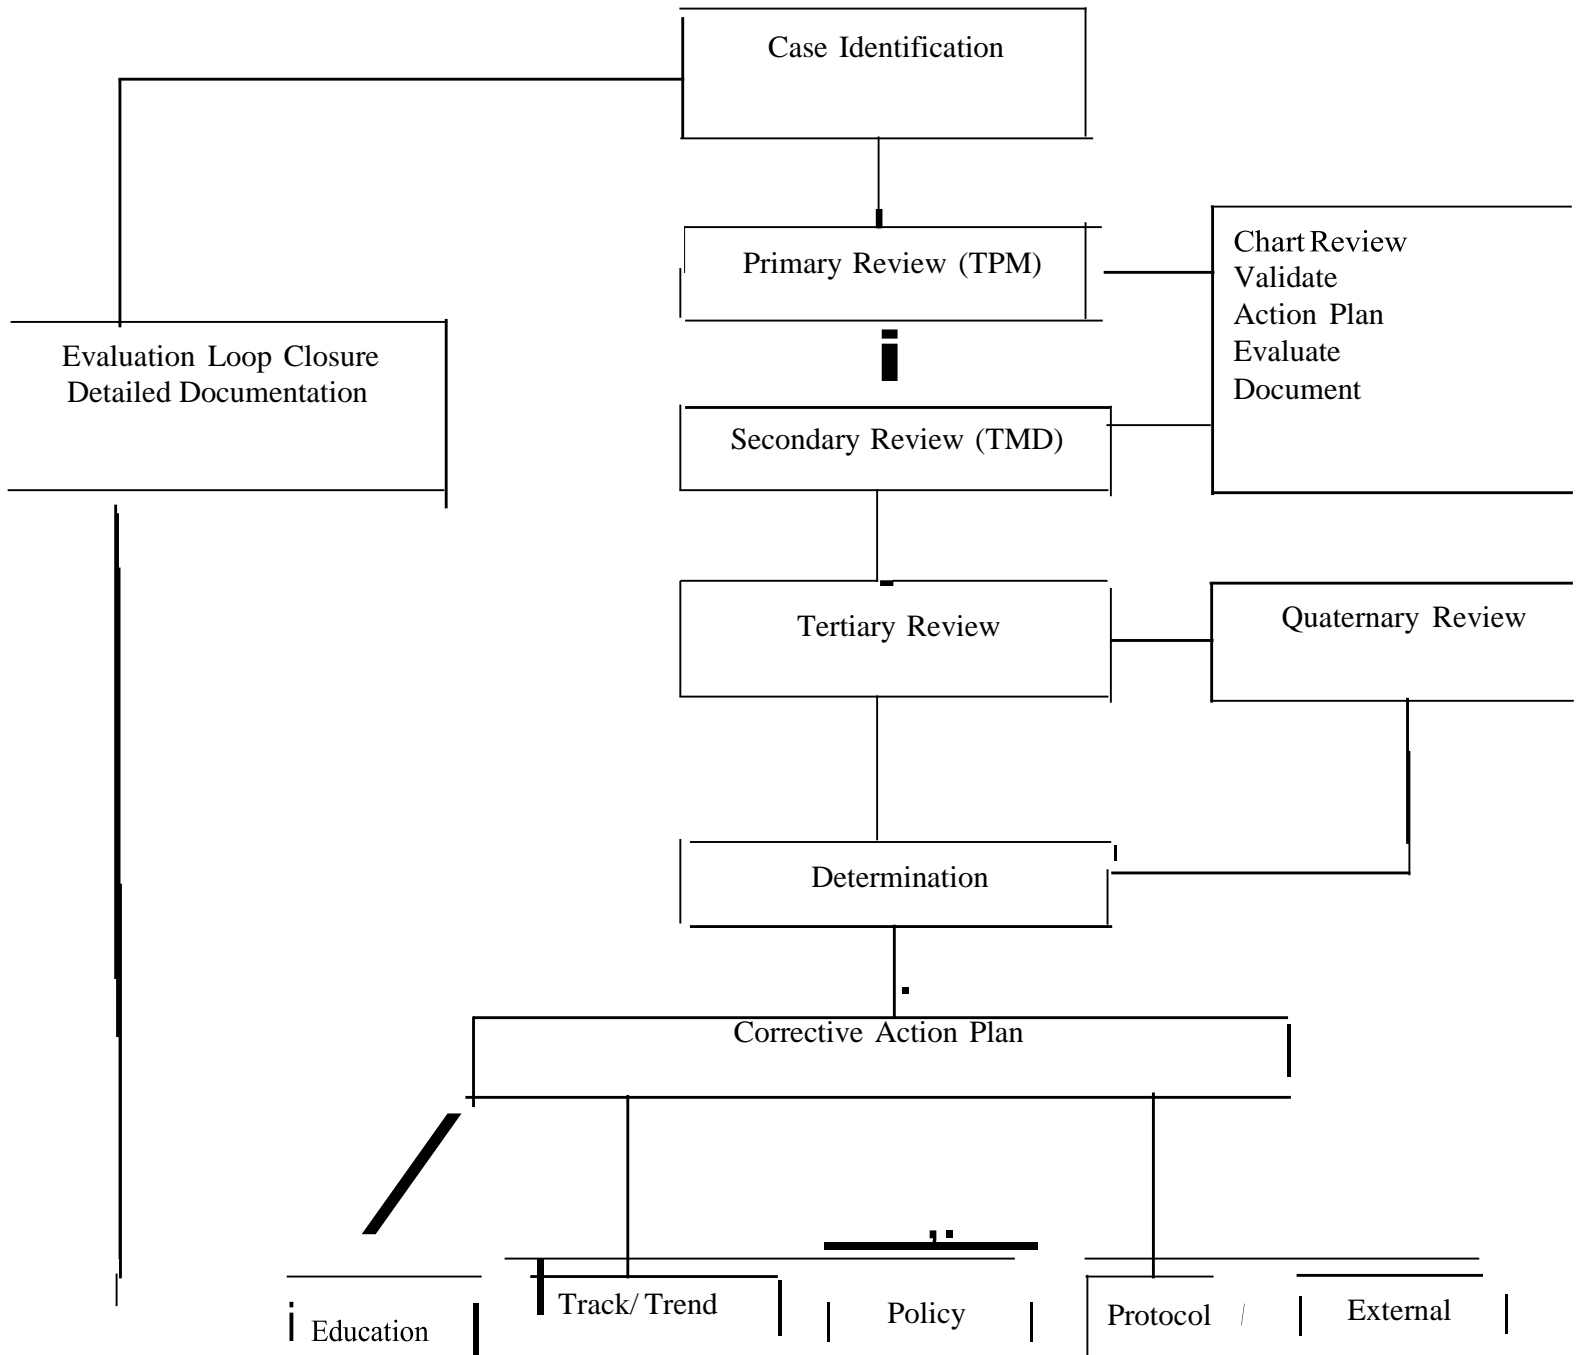 Case Identification
Primary Review (TPM)
Chart Review
Validate
Action Plan
Evaluate
Document
Evaluation Loop Closure
Detailed Documentation
Secondary Review (TMD)
Tertiary Review
Quaternary Review
Determination
Corrective Action Plan
Education
Track/ Trend
Policy
Protocol
External